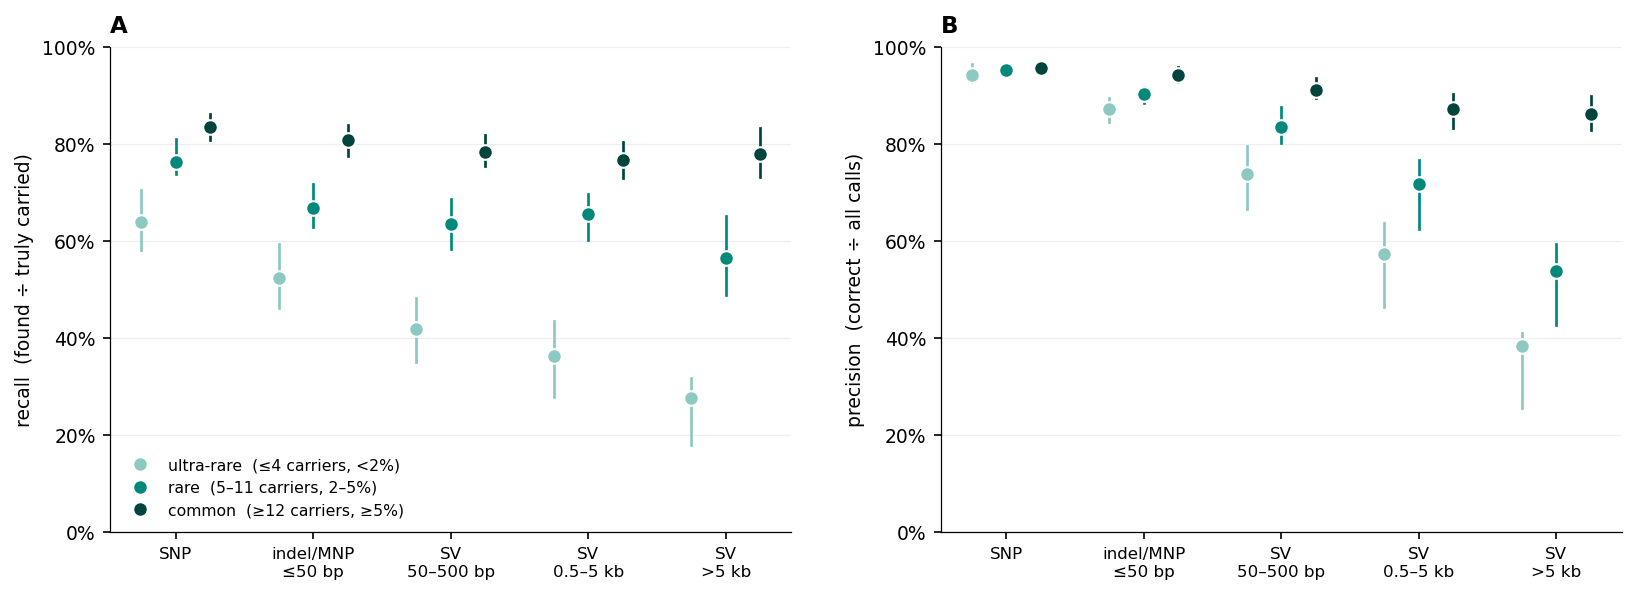 A
100%
80%
60%
40%
20%
0%
recall (found ÷ truly carried)
ultra-rare (≤4 carriers, <2%)
rare (5–11 carriers, 2–5%)
common (≥12 carriers, ≥5%)
SNP
indel/MNP
≤50 bp
SV
50–500 bp
SV
0.5–5 kb
SV
>5 kb
B
100%
80%
60%
40%
20%
0%
precision (correct ÷ all calls)
SNP
indel/MNP
≤50 bp
SV
50–500 bp
SV
0.5–5 kb
SV
>5 kb